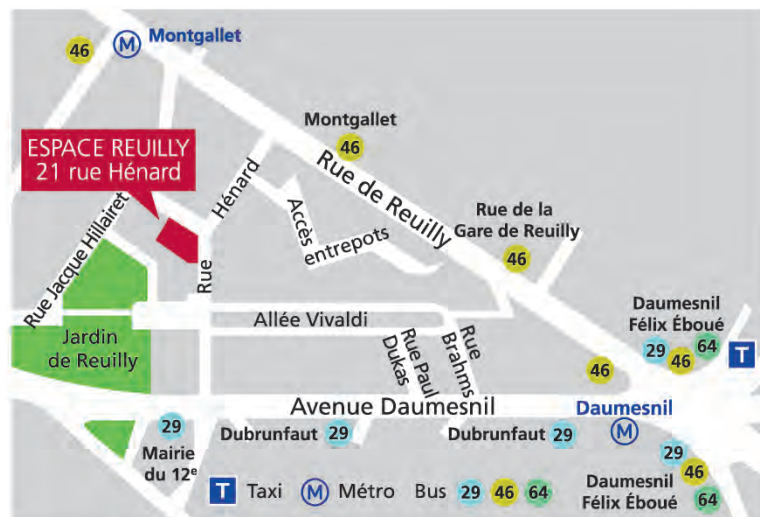 46
M
Montgallet
ESPACE REUILLY
21 rue Hénard
Montgallet
46
Rue de Reuilly
Rue de la
Gare de Reuilly
46
Rue Hénard
Accès
entrepots
Rue Jacque Hillairet
Jardin
de Reuilly
Allée Vivaldi
Rue Paul
Dukas
Rue
Brahms
Daumesnil
Félix Éboué
29 46 64
T
46
Avenue Daumesnil
Daumesnil
M
29
Mairie
du 12e
Dubrunfaut 29
Dubrunfaut 29
29
46
64
Daumesnil
Félix Éboué
T Taxi M Métro Bus 29 46 64